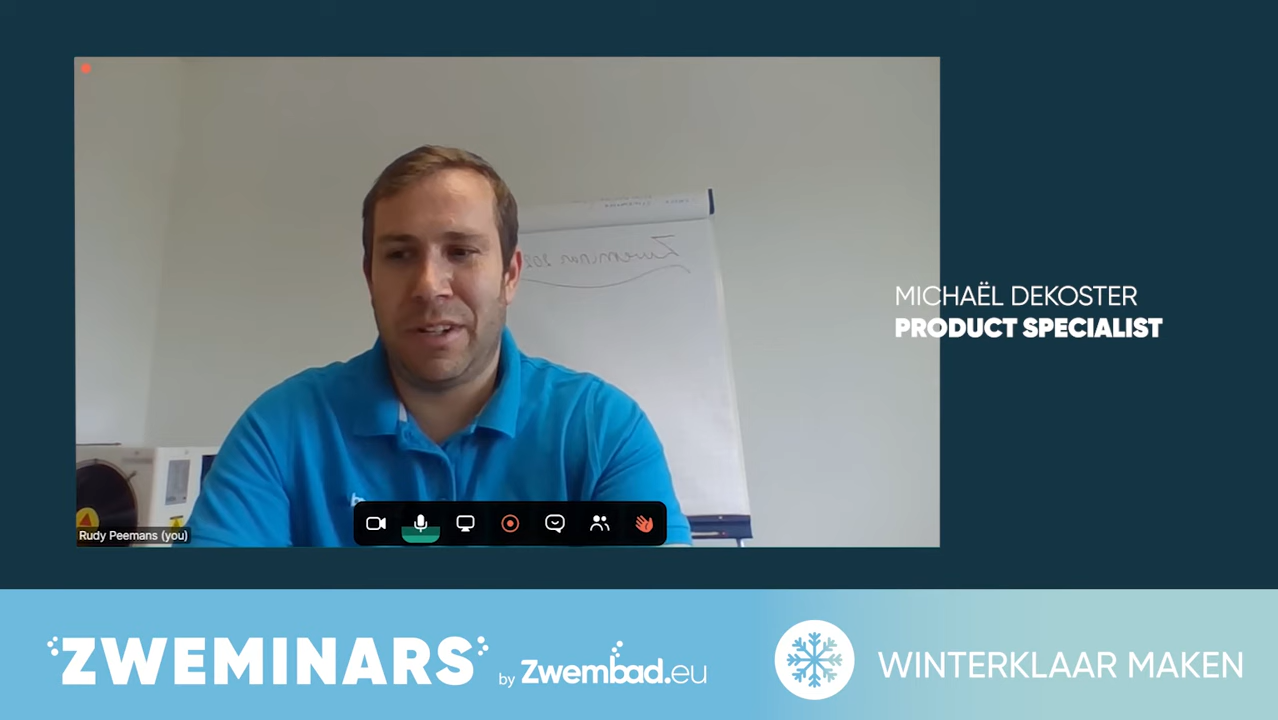 MICHAËL DEKOSTER
PRODUCT SPECIALIST
Rudy Peemans (you)
ZWEMINARS
by Zwembad.eu
WINTERKLAAR MAKEN